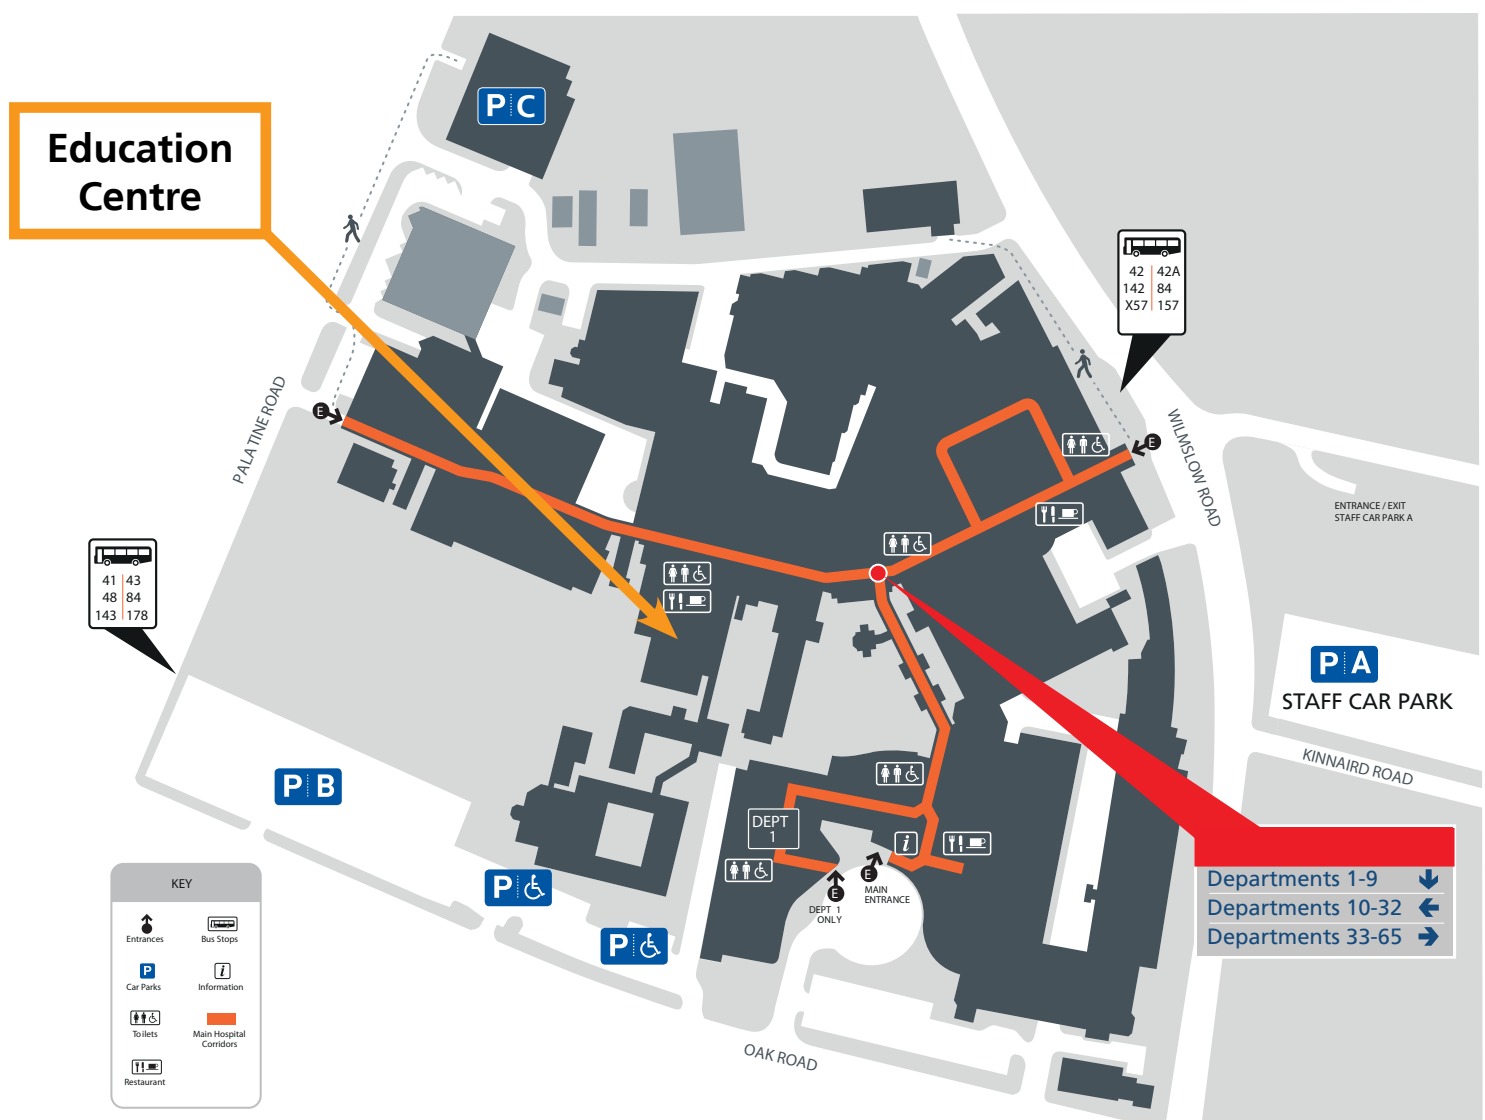 P C
Education
Centre
42 42A
142 84
X57 157
PALATINE ROAD
E
E
WILMSLOW ROAD
ENTRANCE / EXIT
STAFF CAR PARK A
41 43
48 84
143 178
P A
STAFF CAR PARK
KINNAIRD ROAD
P B
DEPT
1
i
E
E
MAIN
ENTRANCE
DEPT 1
ONLY
P
P
Departments 1-9
Departments 10-32
Departments 33-65
OAK ROAD
KEY
Entrances
Bus Stops
P
i
Car Parks
Information
Toilets
Main Hospital
Corridors
Restaurant